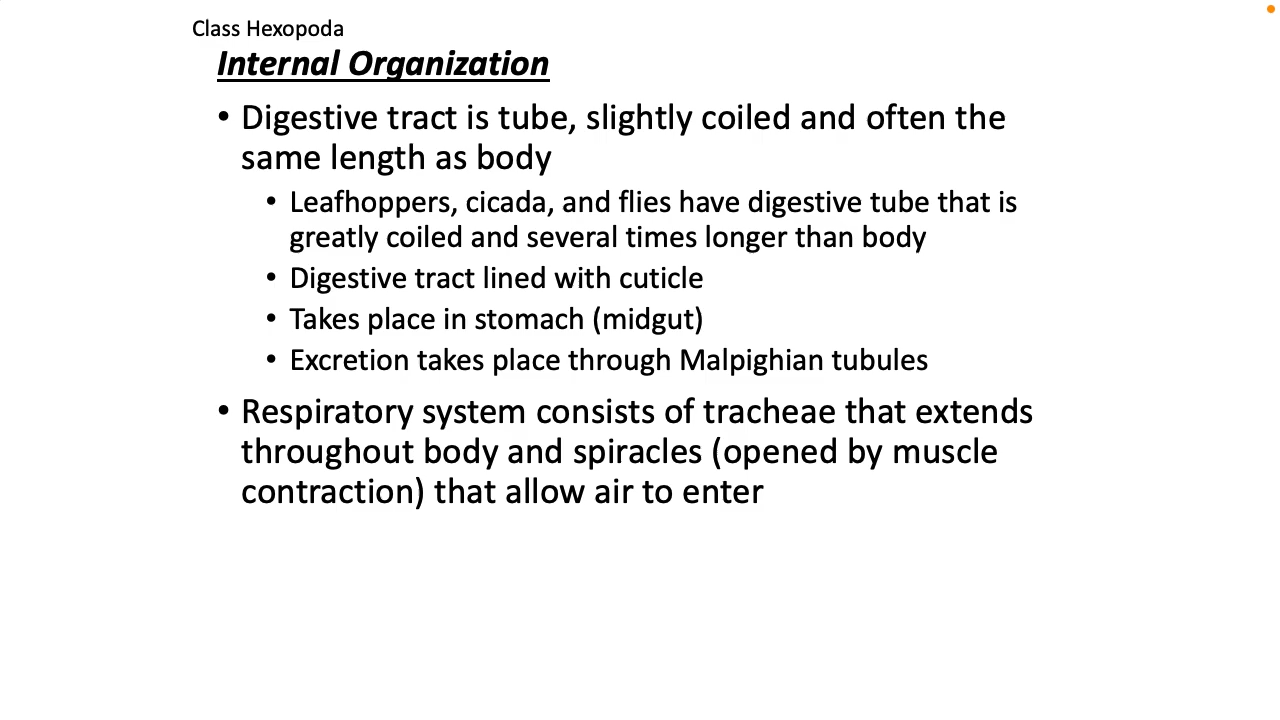 Class Hexopoda
Internal Organization
• Digestive tract is tube, slightly coiled and often the
same length as body
• Leafhoppers, cicada, and flies have digestive tube that is
greatly coiled and several times longer than body
• Digestive tract lined with cuticle
• Takes place in stomach (midgut)
• Excretion takes place through Malpighian tubules
• Respiratory system consists of tracheae that extends
throughout body and spiracles (opened by muscle
contraction) that allow air to enter